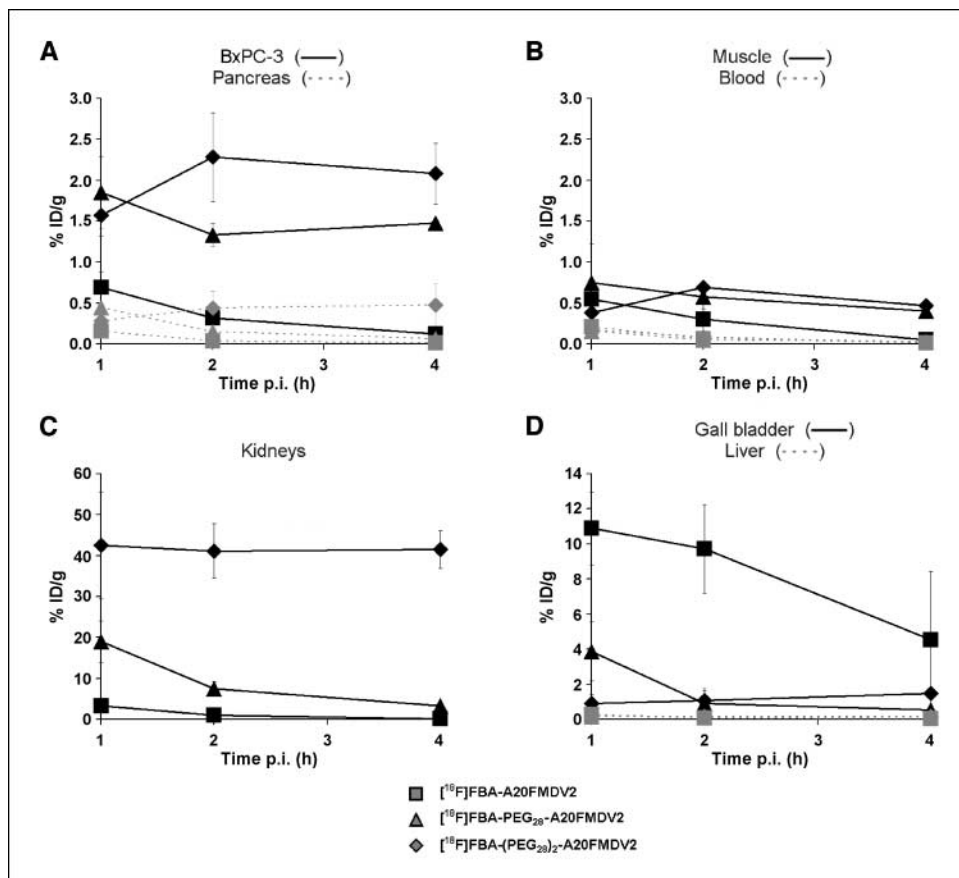 A
BxPC-3 (——)
Pancreas (- - - -)
3.0
2.5
2.0
1.5
1.0
0.5
0.0
% ID/g
1 2 3 4
Time p.i. (h)
B
Muscle (——)
Blood (- - - -)
3.0
2.5
2.0
1.5
1.0
0.5
0.0
% ID/g
1 2 3 4
Time p.i. (h)
C
Kidneys
60
50
40
30
20
10
0
% ID/g
1 2 3 4
Time p.i. (h)
D
Gall bladder (——)
Liver (- - - -)
14
12
10
8
6
4
2
0
% ID/g
1 2 3 4
Time p.i. (h)
[¹⁸F]FBA-A20FMDV2
[¹⁸F]FBA-PEG₂₈-A20FMDV2
[¹⁸F]FBA-(PEG₂₈)₂-A20FMDV2